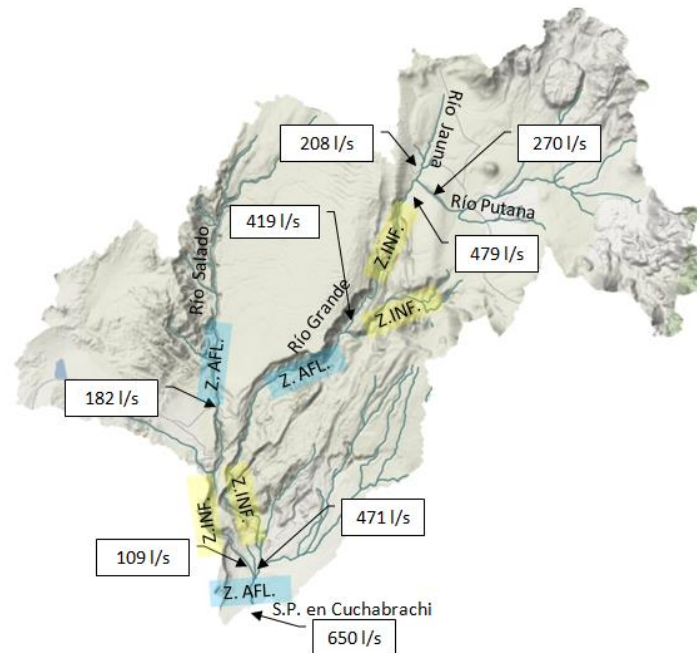 Río Jauna
208 l/s
270 l/s
Río Putana
419 l/s
479 l/s
Z.INF.
Río Salado
Río Grande
Z.INF.
Z. AFL.
Z. AFL.
182 l/s
Z.INF.
Z.INF.
471 l/s
109 l/s
Z. AFL.
S.P. en Cuchabrachi
650 l/s